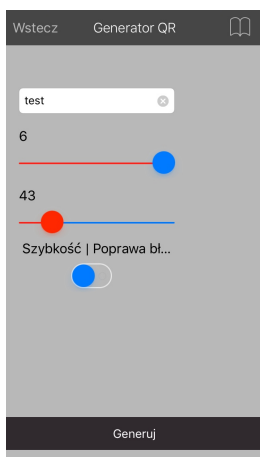 Wstecz Generator QR
test
6
43
Szybkość | Poprawa bł...
Generuj